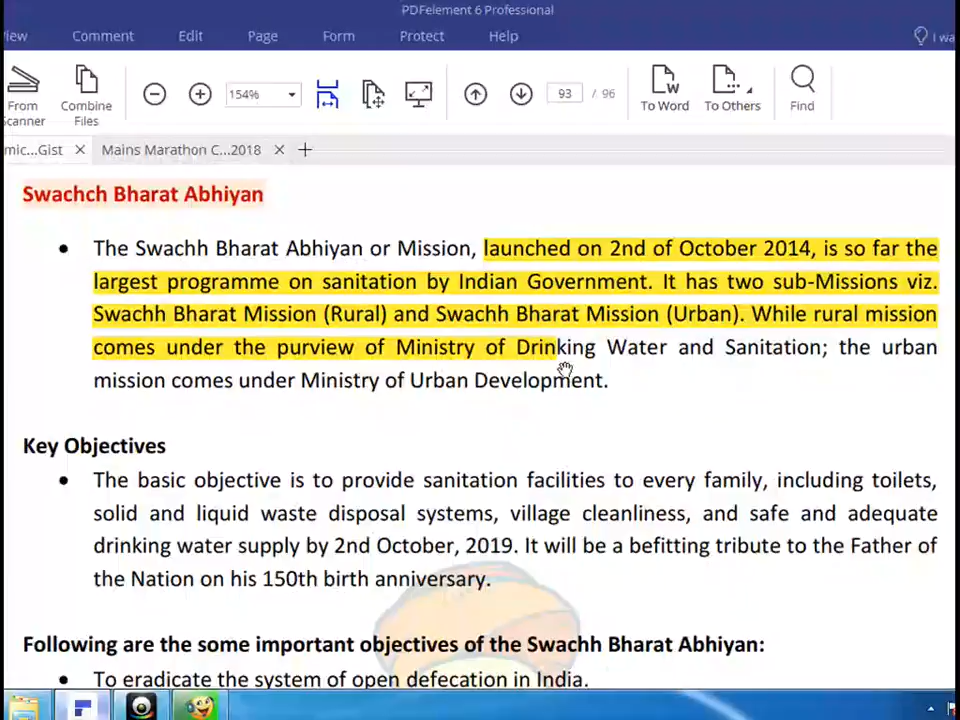 PDFelement 6 Professional
iew Comment Edit Page Form Protect Help I wa
From Scanner
Combine Files
154%
93 / 96
To Word
To Others
Find
mic...Gist × Mains Marathon C...2018 × +
Swachch Bharat Abhiyan
• The Swachh Bharat Abhiyan or Mission, launched on 2nd of October 2014, is so far the
largest programme on sanitation by Indian Government. It has two sub-Missions viz.
Swachh Bharat Mission (Rural) and Swachh Bharat Mission (Urban). While rural mission
comes under the purview of Ministry of Drinking Water and Sanitation; the urban
mission comes under Ministry of Urban Development.
Key Objectives
• The basic objective is to provide sanitation facilities to every family, including toilets,
solid and liquid waste disposal systems, village cleanliness, and safe and adequate
drinking water supply by 2nd October, 2019. It will be a befitting tribute to the Father of
the Nation on his 150th birth anniversary.
Following are the some important objectives of the Swachh Bharat Abhiyan:
• To eradicate the system of open defecation in India.